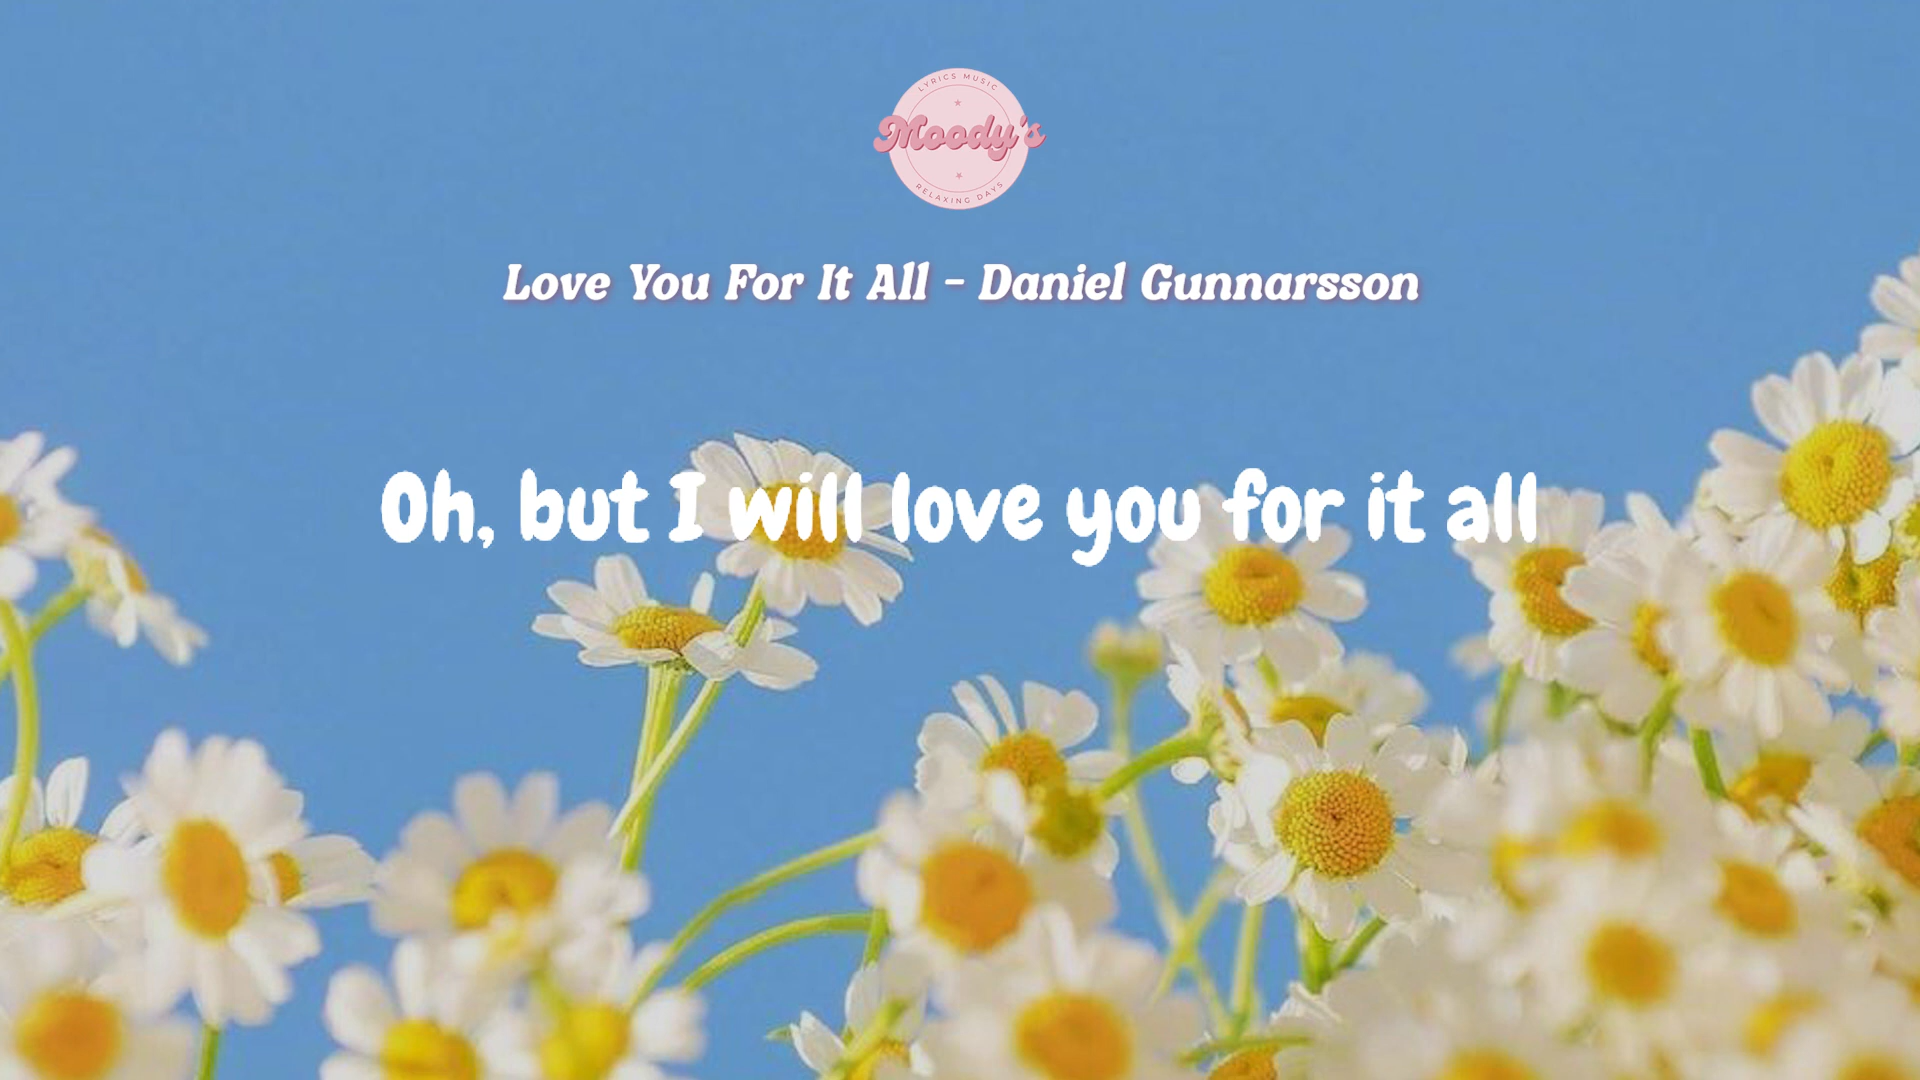 LYRICS MUSIC
Moody's
RELAXING DAYS
Love You For It All - Daniel Gunnarsson
Oh, but I will love you for it all